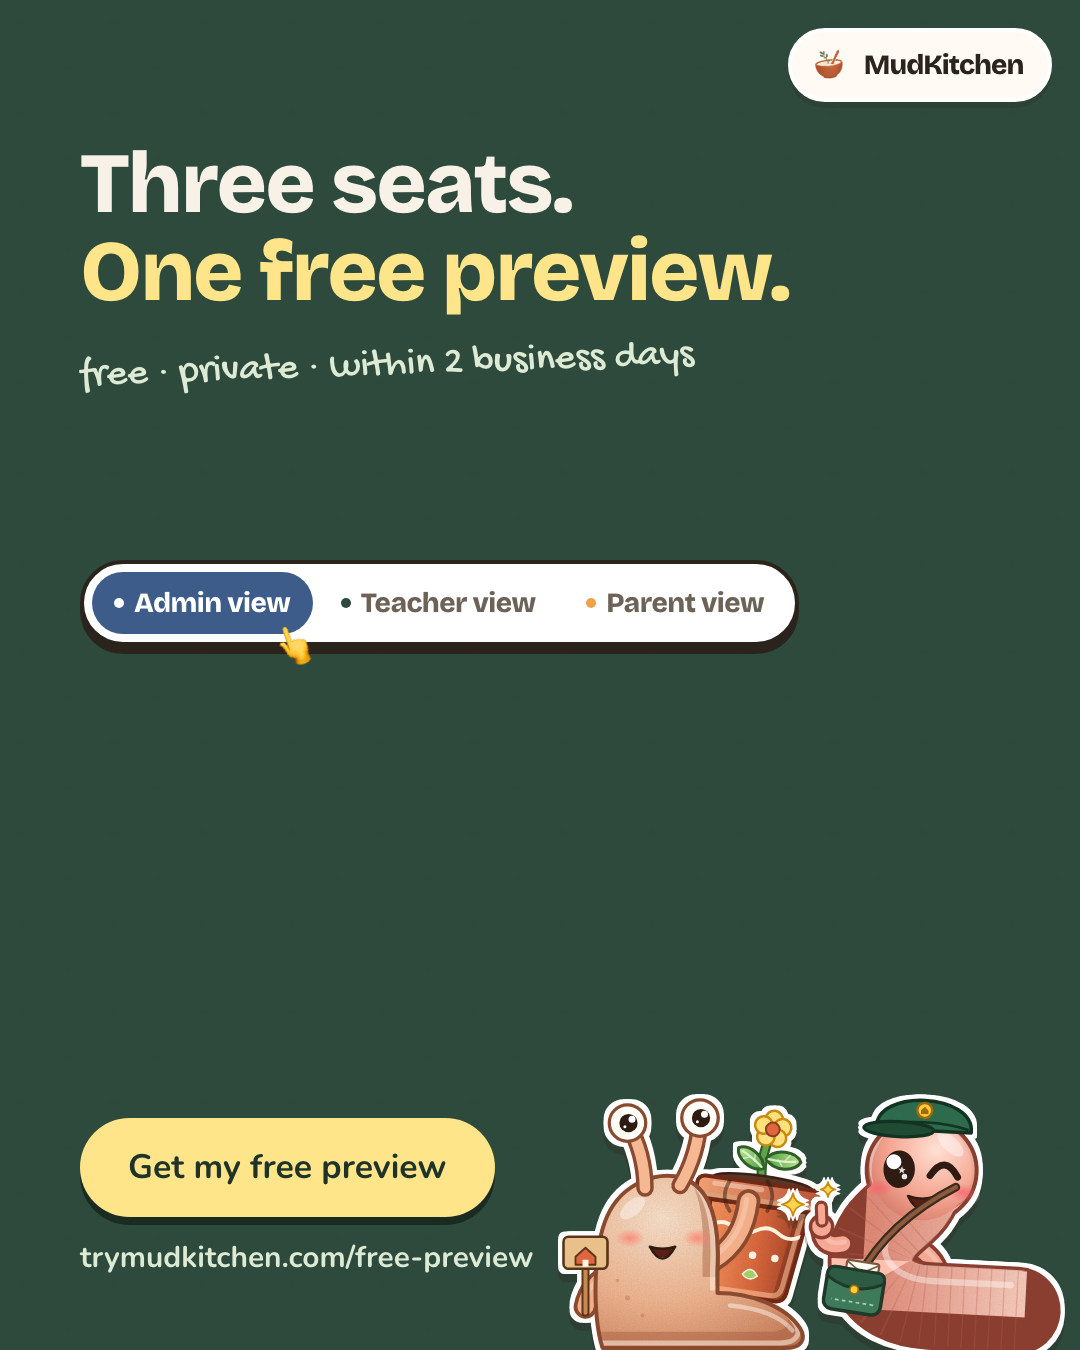 MudKitchen
Three seats.
One free preview.
free · private · within 2 business days
Admin view
Teacher view
Parent view
Get my free preview
trymudkitchen.com/free-preview